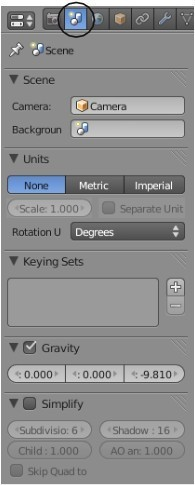 Scene
Scene
Camera: Camera
Backgroun
Units
None Metric Imperial
Scale: 1.000 Separate Unit
Rotation U Degrees
Keying Sets
Gravity
: 0.000 : 0.000 : -9.810
Simplify
Subdivisio: 6 Shadow : 16
Child : 1.000 AO an: 1.000
Skip Quad to